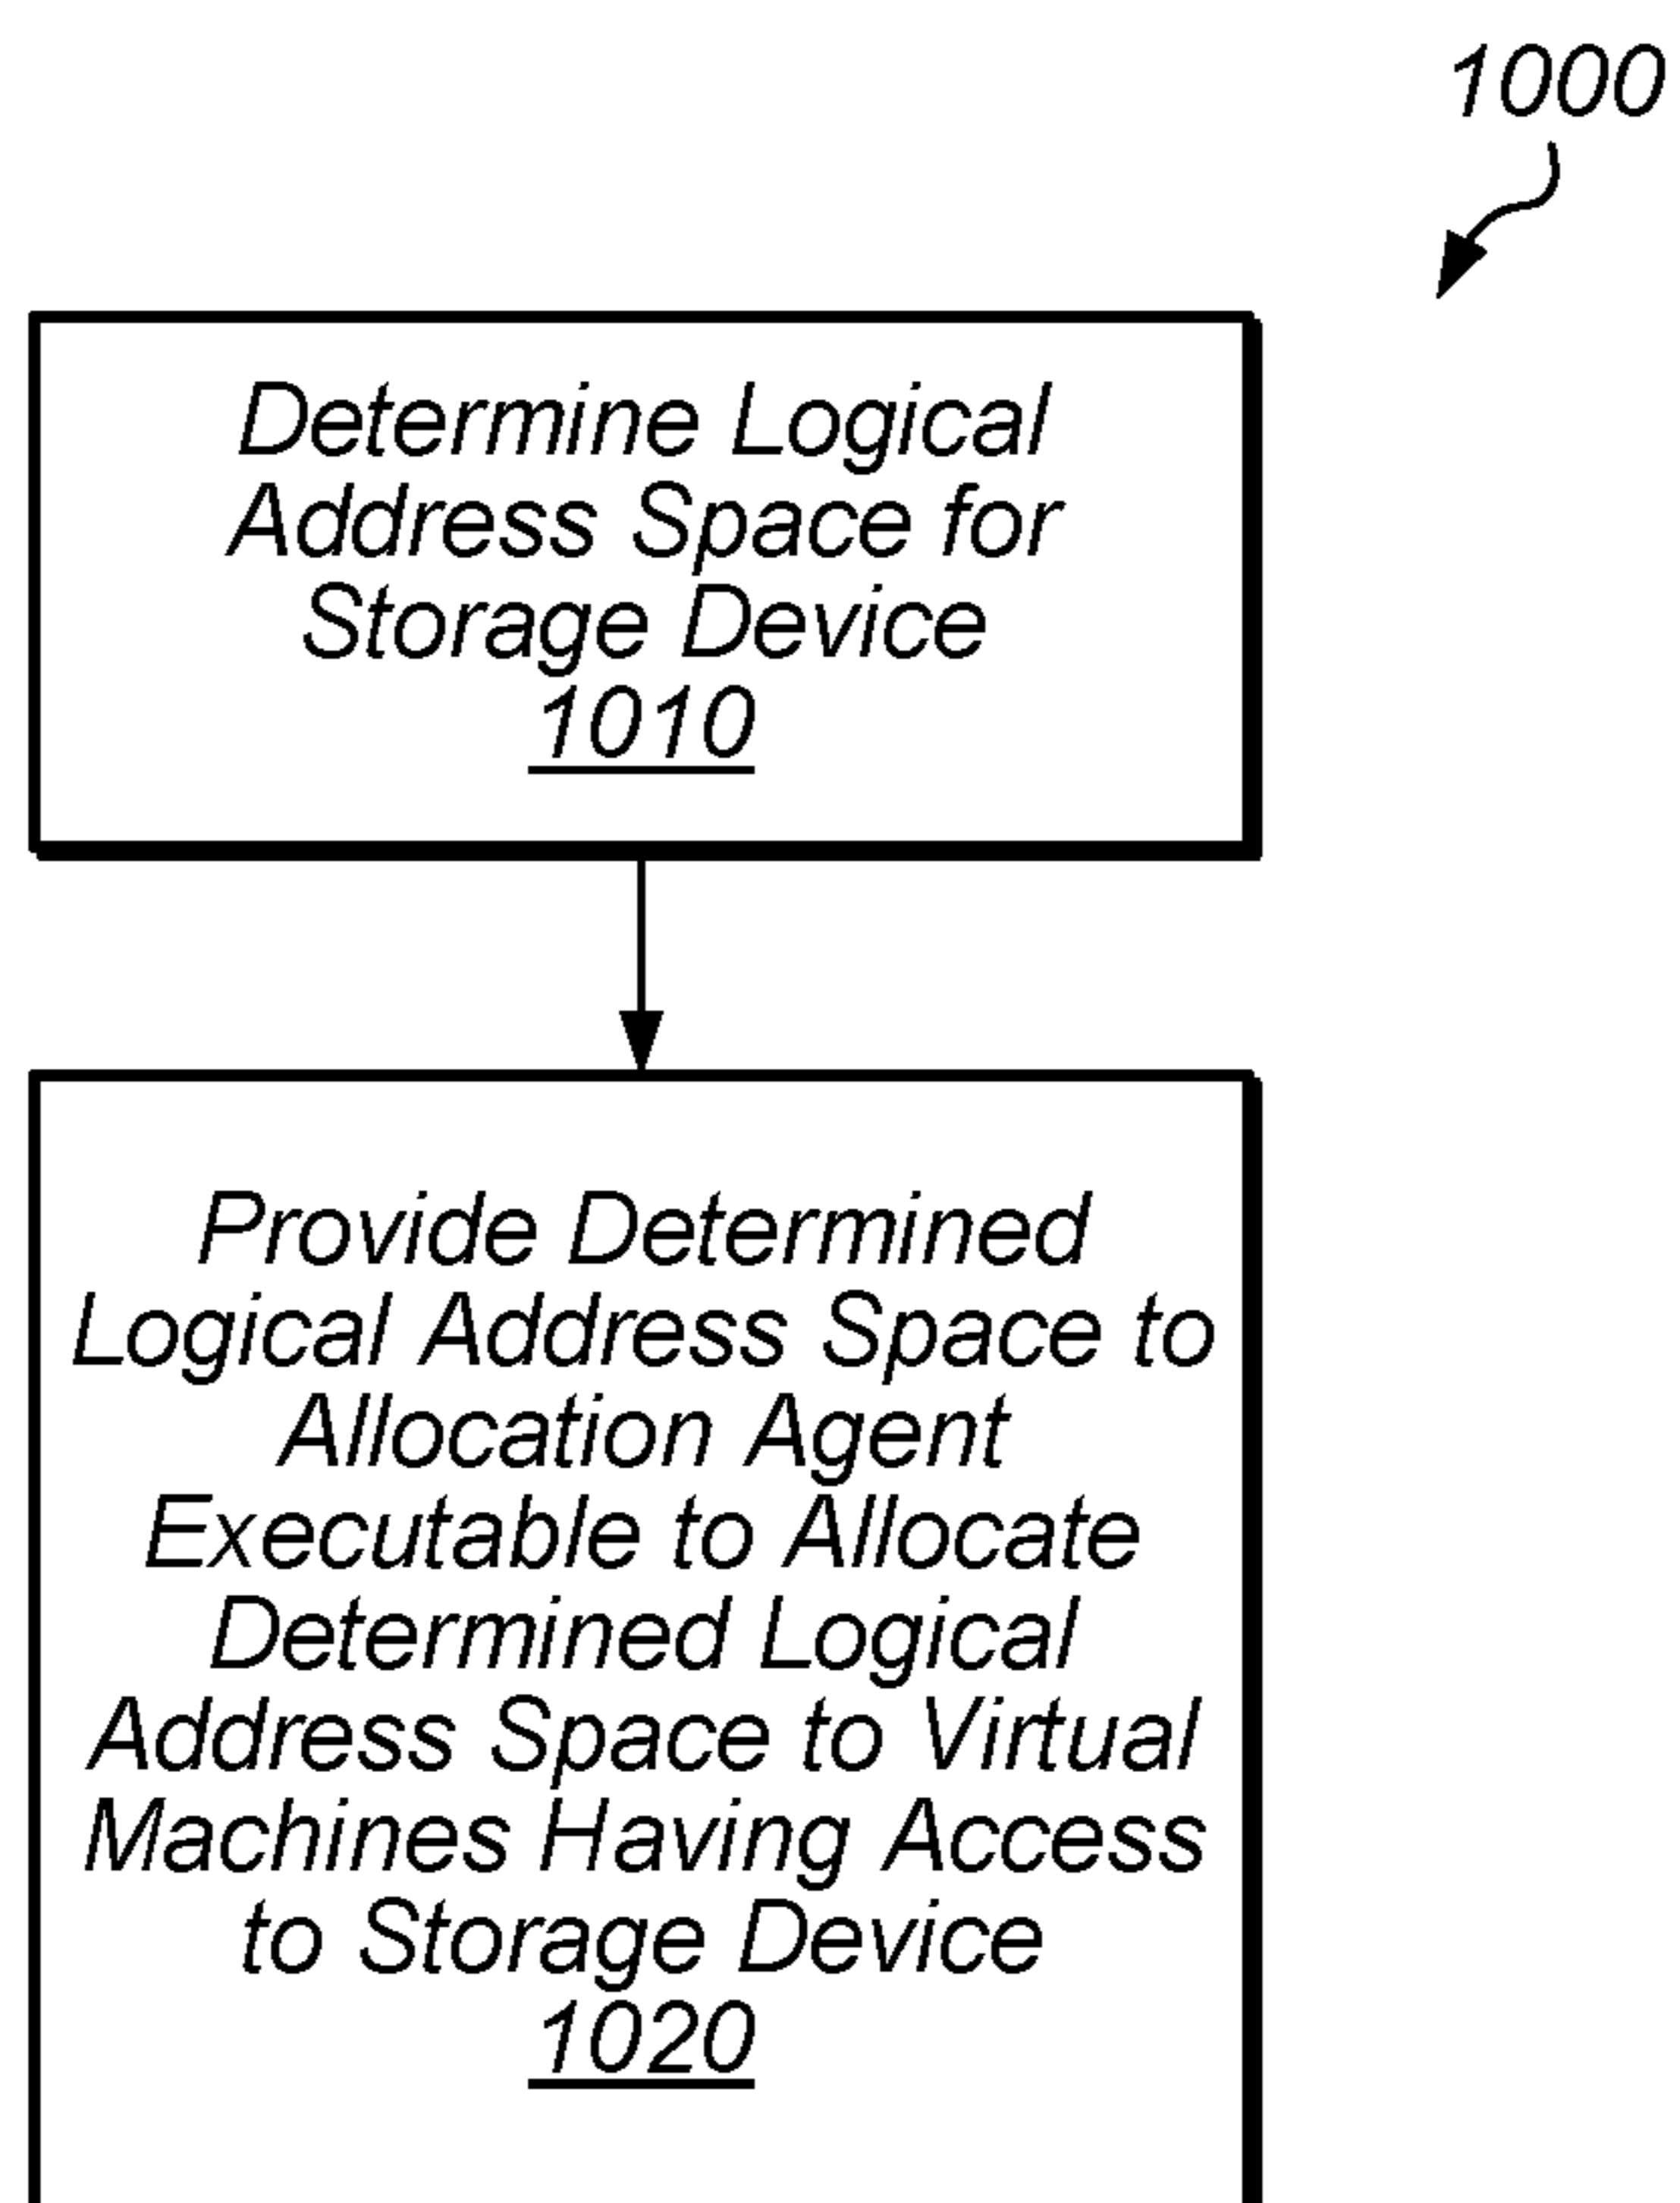 1000
Determine Logical
Address Space for
Storage Device
1010
Provide Determined
Logical Address Space to
Allocation Agent
Executable to Allocate
Determined Logical
Address Space to Virtual
Machines Having Access
to Storage Device
1020